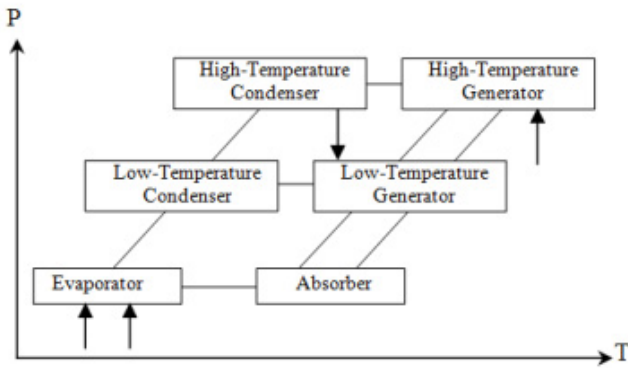 P
High-Temperature
Condenser
High-Temperature
Generator
Low-Temperature
Condenser
Low-Temperature
Generator
Evaporator
Absorber
T